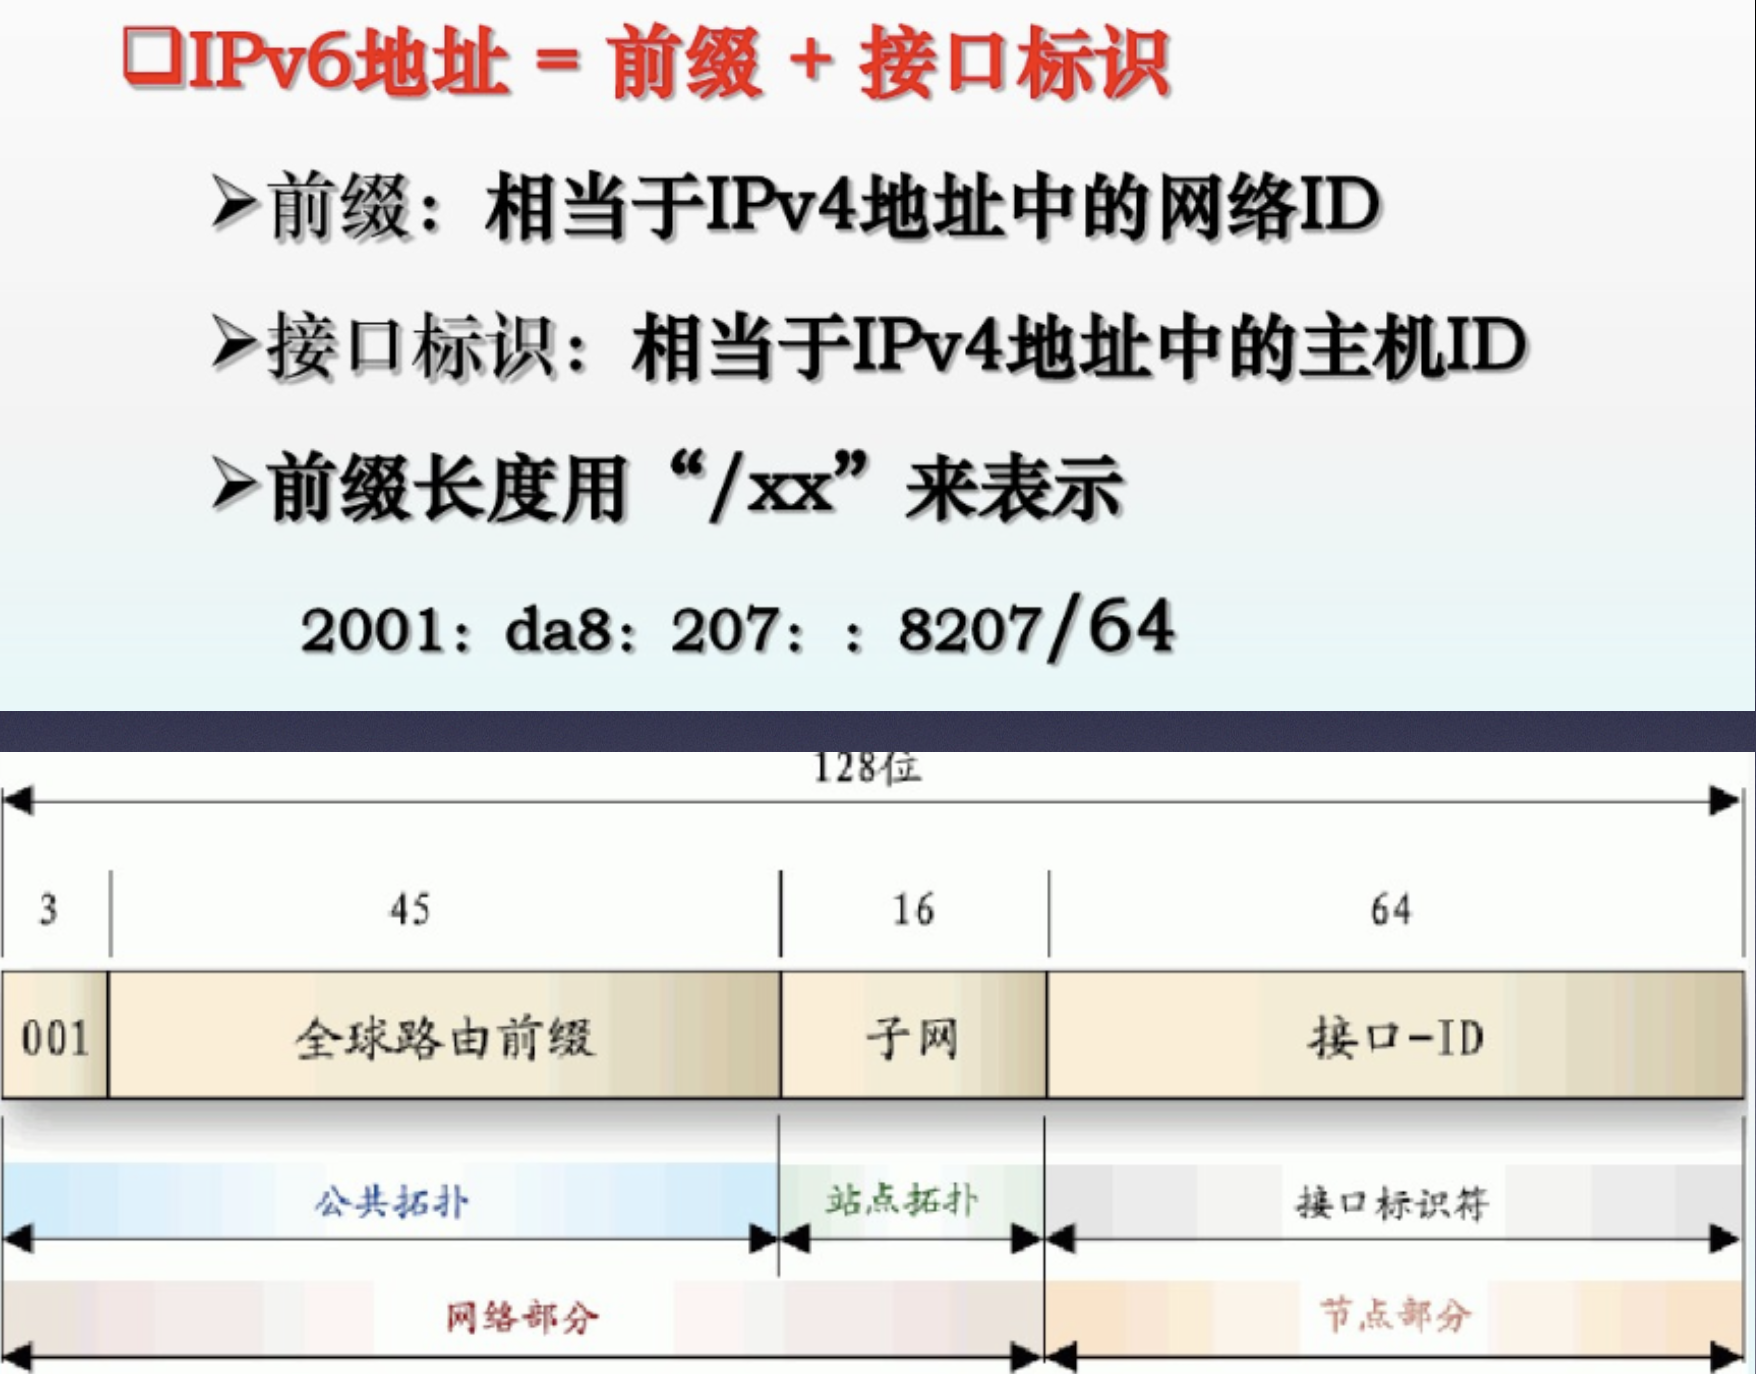 ❑IPv6地址 = 前缀 + 接口标识
➢前缀：相当于IPv4地址中的网络ID
➢接口标识：相当于IPv4地址中的主机ID
➢前缀长度用“/xx”来表示
2001：da8：207：：8207/64
128位
3 45 16 64
001 全球路由前缀 子网 接口-ID
公共拓扑 站点拓扑 接口标识符
网络部分 节点部分